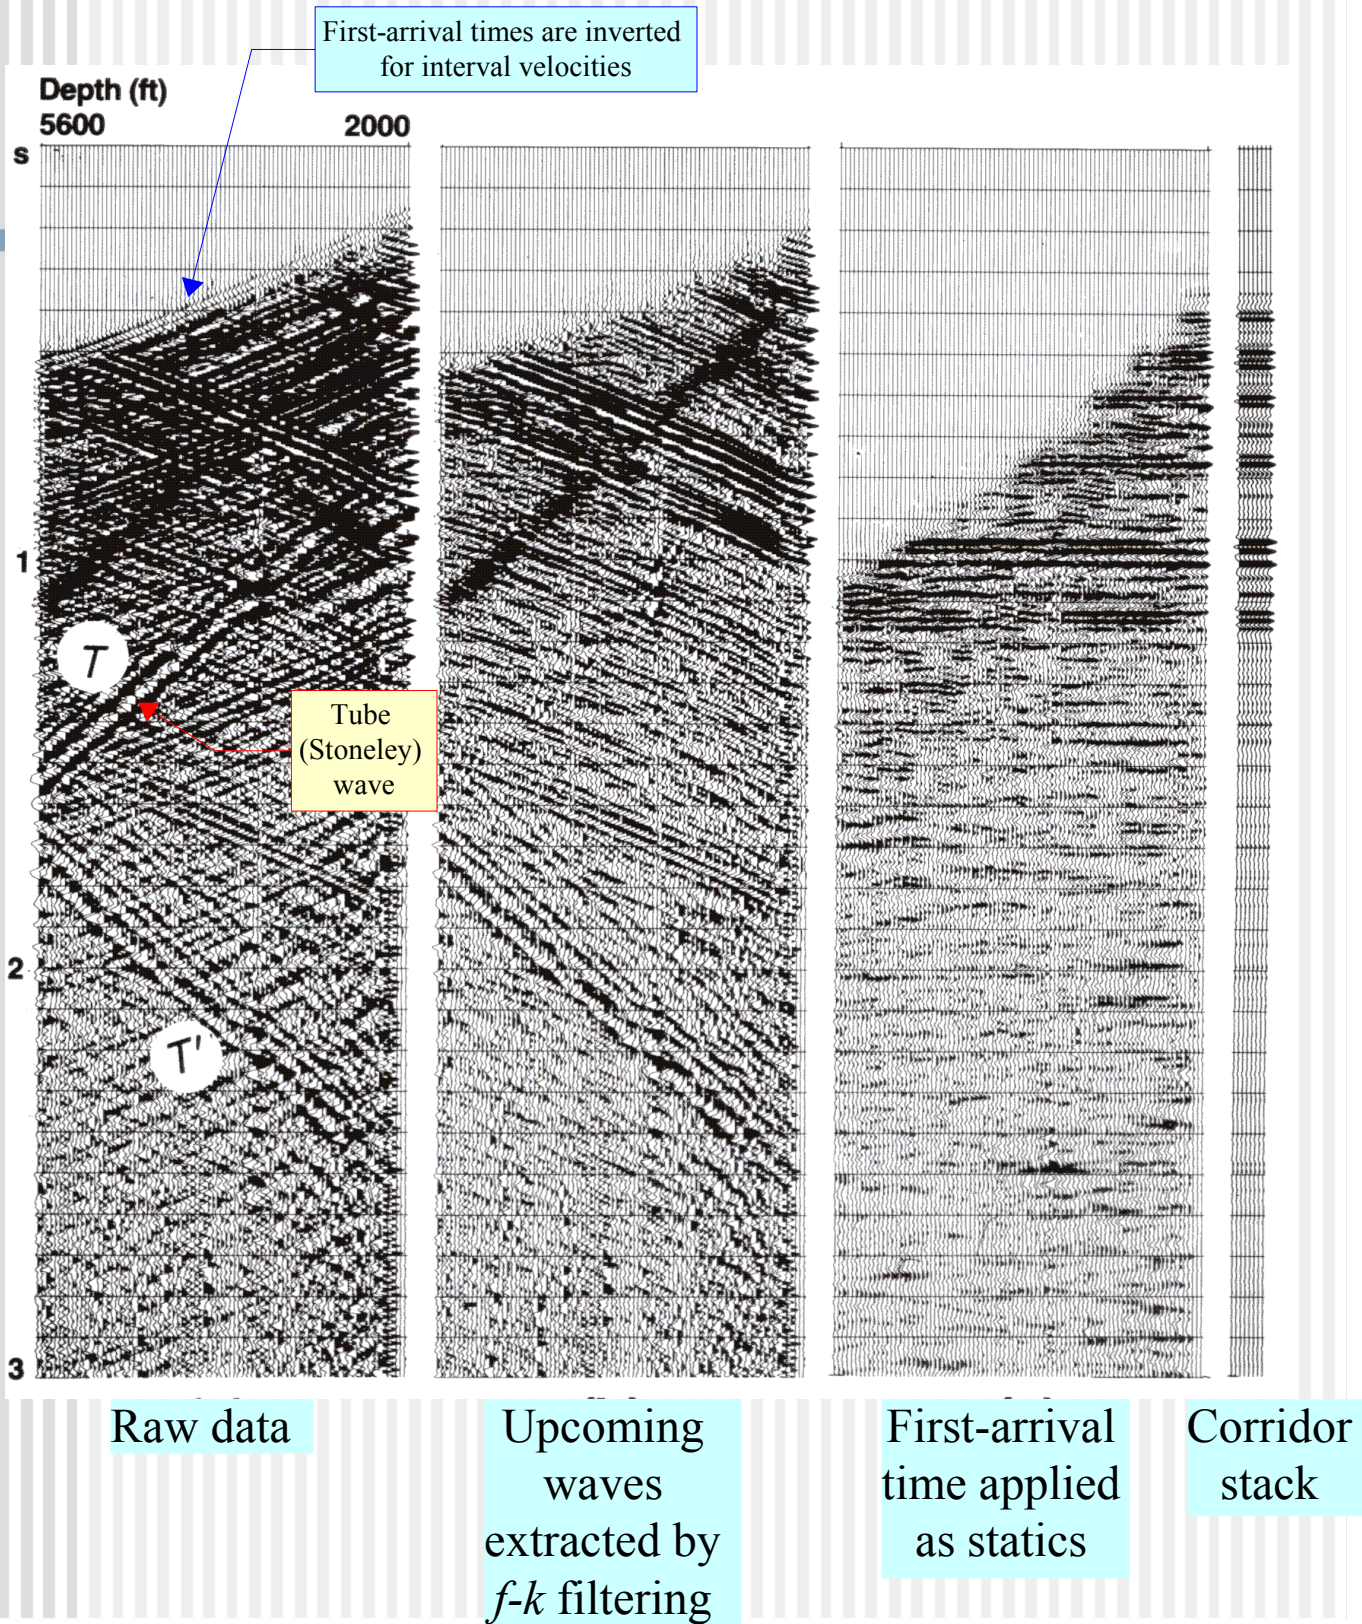 First-arrival times are inverted
for interval velocities
Depth (ft)
5600 2000
s
1
T
Tube
(Stoneley)
wave
2
T'
3
Raw data
Upcoming
waves
extracted by
f-k filtering
First-arrival
time applied
as statics
Corridor
stack